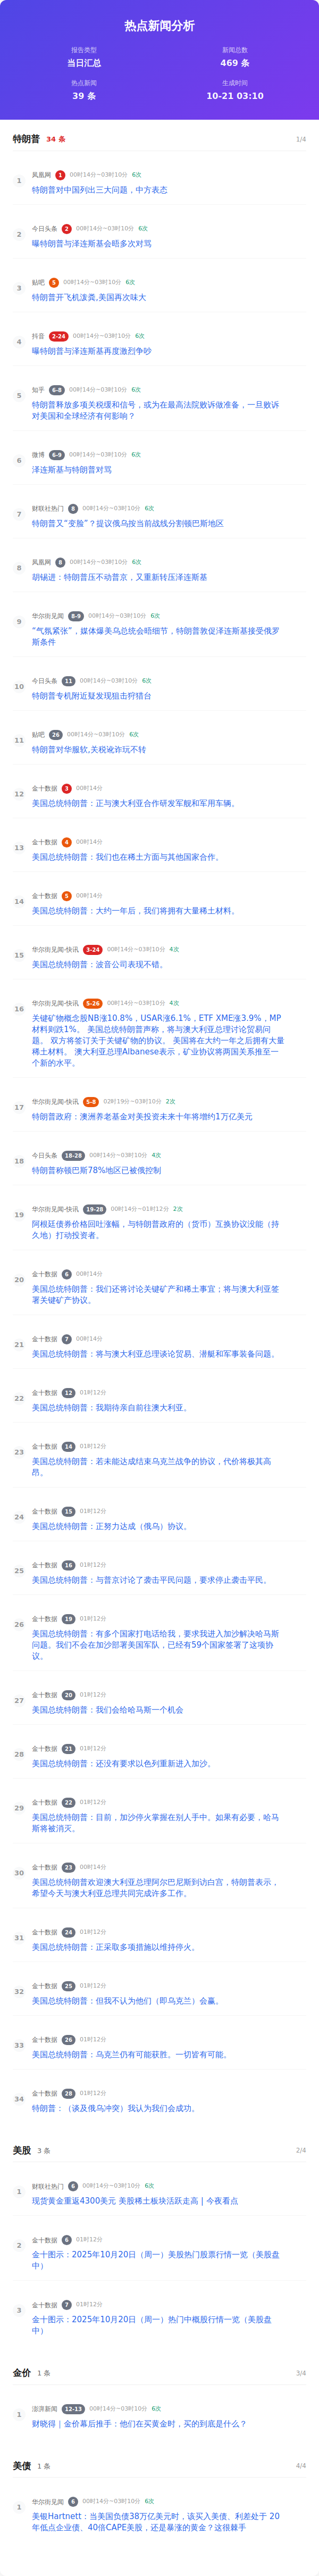 热点新闻分析
报告类型
当日汇总
新闻总数
469 条
热点新闻
39 条
生成时间
10-21 03:10
特朗普 34 条 1/4
1
凤凰网 1 00时14分~03时10分 6次
特朗普对中国列出三大问题，中方表态
2
今日头条 2 00时14分~03时10分 6次
曝特朗普与泽连斯基会晤多次对骂
3
贴吧 5 00时14分~03时10分 6次
特朗普开飞机泼粪,美国再次味大
4
抖音 2-24 00时14分~03时10分 6次
曝特朗普与泽连斯基再度激烈争吵
5
知乎 6-8 00时14分~03时10分 6次
特朗普释放多项关税缓和信号，或为在最高法院败诉做准备，一旦败诉
对美国和全球经济有何影响？
6
微博 6-9 00时14分~03时10分 6次
泽连斯基与特朗普对骂
7
财联社热门 8 00时14分~03时10分 6次
特朗普又“变脸”？提议俄乌按当前战线分割顿巴斯地区
8
凤凰网 8 00时14分~03时10分 6次
胡锡进：特朗普压不动普京，又重新转压泽连斯基
9
华尔街见闻 8-9 00时14分~03时10分 6次
“气氛紧张”，媒体爆美乌总统会晤细节，特朗普敦促泽连斯基接受俄罗
斯条件
10
今日头条 11 00时14分~03时10分 6次
特朗普专机附近疑发现狙击狩猎台
11
贴吧 26 00时14分~03时10分 6次
特朗普对华服软,关税讹诈玩不转
12
金十数据 3 00时14分
美国总统特朗普：正与澳大利亚合作研发军舰和军用车辆。
13
金十数据 4 00时14分
美国总统特朗普：我们也在稀土方面与其他国家合作。
14
金十数据 5 00时14分
美国总统特朗普：大约一年后，我们将拥有大量稀土材料。
15
华尔街见闻-快讯 3-24 00时14分~03时10分 4次
美国总统特朗普：波音公司表现不错。
16
华尔街见闻-快讯 5-26 00时14分~03时10分 4次
关键矿物概念股NB涨10.8%，USAR涨6.1%，ETF XME涨3.9%，MP
材料则跌1%。 美国总统特朗普声称，将与澳大利亚总理讨论贸易问
题。 双方将签订关于关键矿物的协议。 美国将在大约一年之后拥有大量
稀土材料。 澳大利亚总理Albanese表示，矿业协议将两国关系推至一
个新的水平。
17
华尔街见闻-快讯 5-8 02时19分~03时10分 2次
特朗普政府：澳洲养老基金对美投资未来十年将增约1万亿美元
18
今日头条 18-28 00时14分~03时10分 4次
特朗普称顿巴斯78%地区已被俄控制
19
华尔街见闻-快讯 19-28 00时14分~01时12分 2次
阿根廷债券价格回吐涨幅，与特朗普政府的（货币）互换协议没能（持
久地）打动投资者。
20
金十数据 6 00时14分
美国总统特朗普：我们还将讨论关键矿产和稀土事宜；将与澳大利亚签
署关键矿产协议。
21
金十数据 7 00时14分
美国总统特朗普：将与澳大利亚总理谈论贸易、潜艇和军事装备问题。
22
金十数据 12 01时12分
美国总统特朗普：我期待亲自前往澳大利亚。
23
金十数据 14 01时12分
美国总统特朗普：若未能达成结束乌克兰战争的协议，代价将极其高
昂。
24
金十数据 15 01时12分
美国总统特朗普：正努力达成（俄乌）协议。
25
金十数据 16 01时12分
美国总统特朗普：与普京讨论了袭击平民问题，要求停止袭击平民。
26
金十数据 19 01时12分
美国总统特朗普：有多个国家打电话给我，要求我进入加沙解决哈马斯
问题。我们不会在加沙部署美国军队，已经有59个国家签署了这项协
议。
27
金十数据 20 01时12分
美国总统特朗普：我们会给哈马斯一个机会
28
金十数据 21 01时12分
美国总统特朗普：还没有要求以色列重新进入加沙。
29
金十数据 22 01时12分
美国总统特朗普：目前，加沙停火掌握在别人手中。如果有必要，哈马
斯将被消灭。
30
金十数据 23 00时14分
美国总统特朗普欢迎澳大利亚总理阿尔巴尼斯到访白宫，特朗普表示，
希望今天与澳大利亚总理共同完成许多工作。
31
金十数据 24 01时12分
美国总统特朗普：正采取多项措施以维持停火。
32
金十数据 25 01时12分
美国总统特朗普：但我不认为他们（即乌克兰）会赢。
33
金十数据 26 01时12分
美国总统特朗普：乌克兰仍有可能获胜。一切皆有可能。
34
金十数据 28 01时12分
特朗普：（谈及俄乌冲突）我认为我们会成功。
美股 3 条 2/4
1
财联社热门 6 00时14分~03时10分 6次
现货黄金重返4300美元 美股稀土板块活跃走高 | 今夜看点
2
金十数据 6 01时12分
金十图示：2025年10月20日（周一）美股热门股票行情一览（美股盘
中）
3
金十数据 7 01时12分
金十图示：2025年10月20日（周一）热门中概股行情一览（美股盘
中）
金价 1 条 3/4
1
澎湃新闻 12-13 00时14分~03时10分 6次
财晓得｜金价幕后推手：他们在买黄金时，买的到底是什么？
美债 1 条 4/4
1
华尔街见闻 6 00时14分~03时10分 6次
美银Hartnett：当美国负债38万亿美元时，该买入美债、利差处于 20
年低点企业债、40倍CAPE美股，还是暴涨的黄金？这很棘手